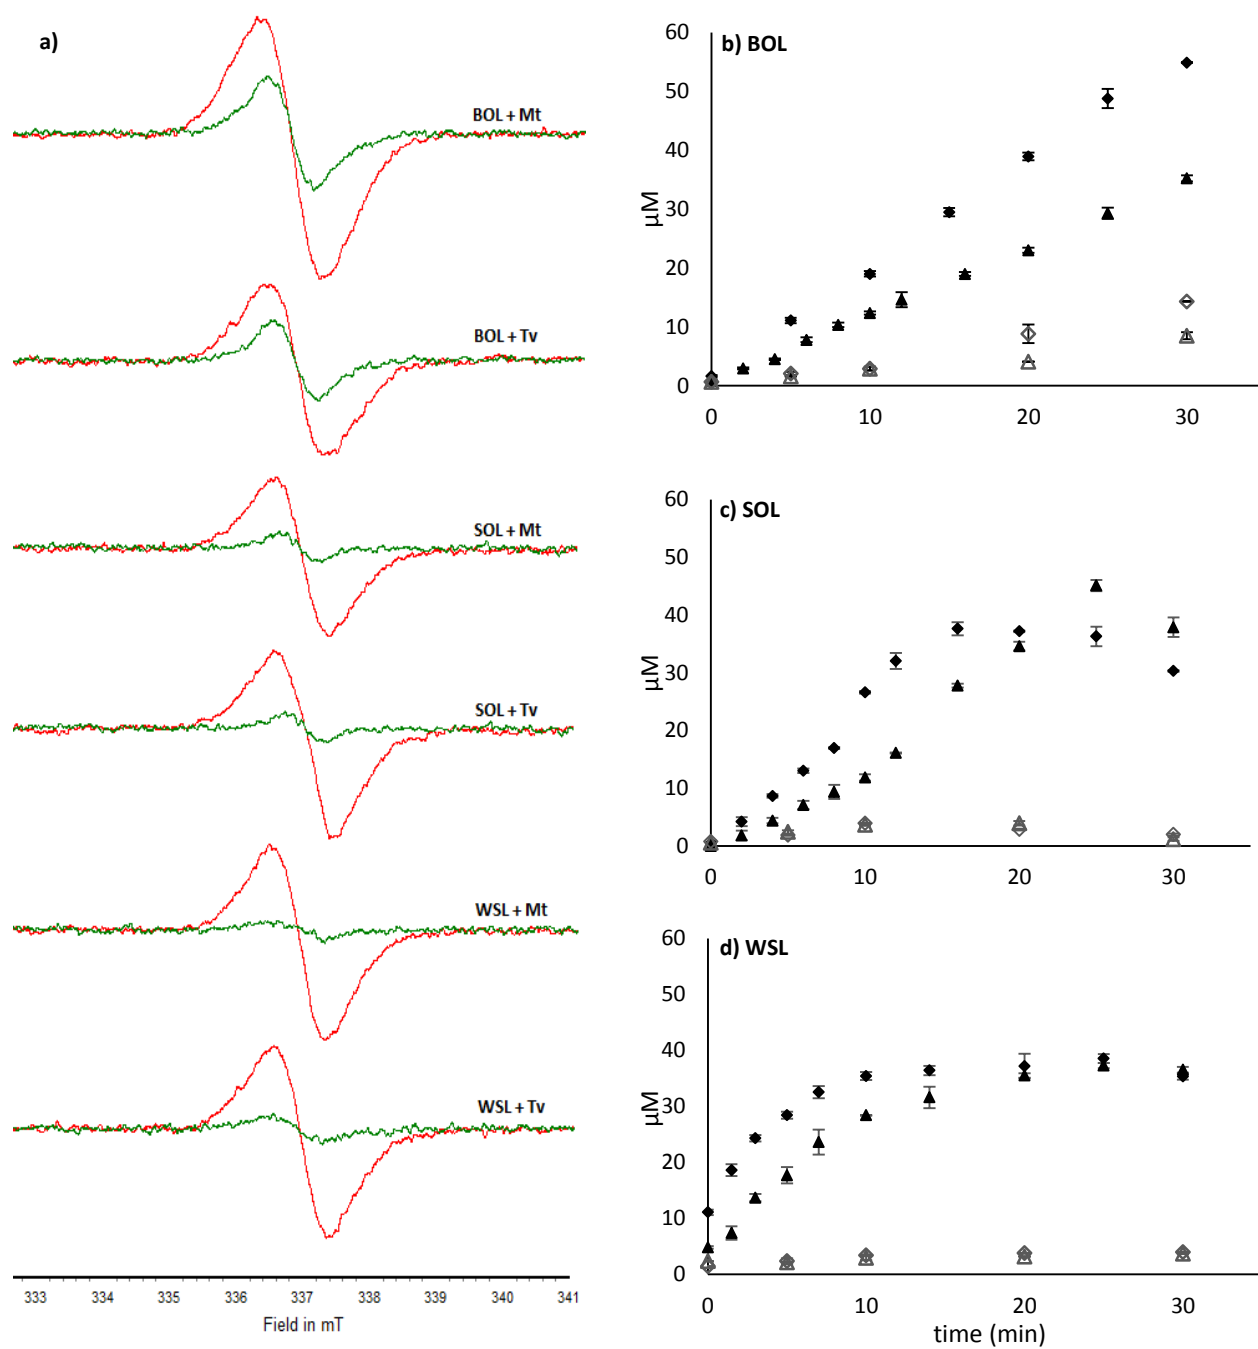 a)
BOL + Mt
BOL + Tv
SOL + Mt
SOL + Tv
WSL + Mt
WSL + Tv
333 334 335 336 337 338 339 340 341
Field in mT
b) BOL
60
50
40
30
20
10
0
µM
0 10 20 30
c) SOL
60
50
40
30
20
10
0
µM
0 10 20 30
d) WSL
60
50
40
30
20
10
0
µM
0 10 20 30
time (min)